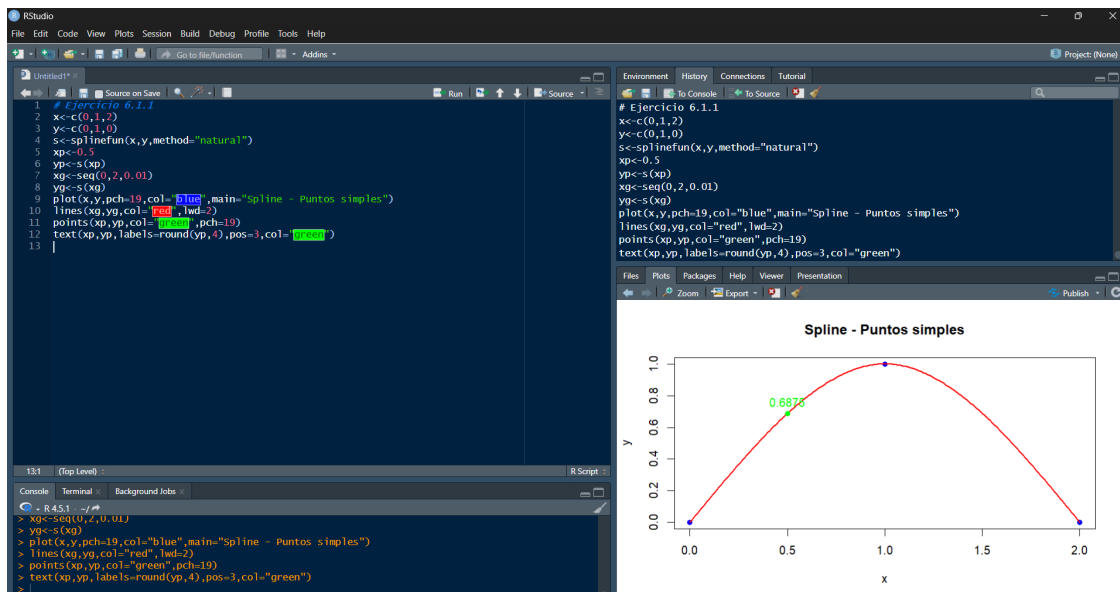 RStudio
File Edit Code View Plots Session Build Debug Profile Tools Help
Go to file/function Addins
Project: (None)
Untitled1*
Source on Save Run Source
1 # Ejercicio 6.1.1
2 x<-c(0,1,2)
3 y<-c(0,1,0)
4 s<-splinefun(x,y,method="natural")
5 xp<-0.5
6 yp<-s(xp)
7 xg<-seq(0,2,0.01)
8 yg<-s(xg)
9 plot(x,y,pch=19,col="blue",main="Spline - Puntos simples")
10 lines(xg,yg,col="red",lwd=2)
11 points(xp,yp,col="green",pch=19)
12 text(xp,yp,labels=round(yp,4),pos=3,col="green")
13
13:1 (Top Level) R Script
Console Terminal Background Jobs
R 4.5.1 · ~/
> xg<-seq(0,2,0.01)
> yg<-s(xg)
> plot(x,y,pch=19,col="blue",main="Spline - Puntos simples")
> lines(xg,yg,col="red",lwd=2)
> points(xp,yp,col="green",pch=19)
> text(xp,yp,labels=round(yp,4),pos=3,col="green")
>
Environment History Connections Tutorial
To Console To Source
# Ejercicio 6.1.1
x<-c(0,1,2)
y<-c(0,1,0)
s<-splinefun(x,y,method="natural")
xp<-0.5
yp<-s(xp)
xg<-seq(0,2,0.01)
yg<-s(xg)
plot(x,y,pch=19,col="blue",main="Spline - Puntos simples")
lines(xg,yg,col="red",lwd=2)
points(xp,yp,col="green",pch=19)
text(xp,yp,labels=round(yp,4),pos=3,col="green")
Files Plots Packages Help Viewer Presentation
Zoom Export Publish
Spline - Puntos simples
1.0
0.8
0.6
0.4
0.2
0.0
y
0.6875
0.0 0.5 1.0 1.5 2.0
x